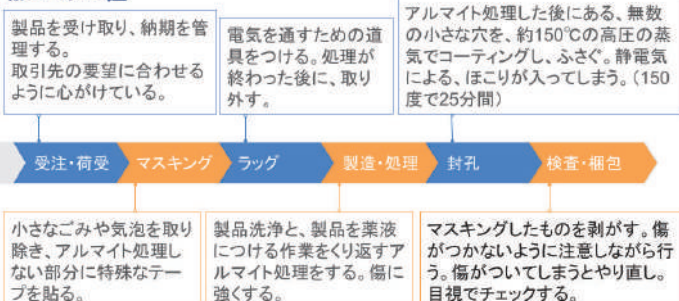 製品を受け取り、納期を管
理する。
取引先の要望に合わせる
ように心がけている。
電気を通すための道
具をつける。処理が
終わった後に、取り
外す。
アルマイト処理した後にある、無数
の小さな穴を、約150℃の高圧の蒸
気でコーティングし、ふさぐ。静電気
による、ほこりが入ってしまう。(150
度で25分間)
受注・荷受
マスキング
ラッグ
製造・処理
封孔
検査・梱包
小さなごみや気泡を取り
除き、アルマイト処理し
ない部分に特殊なテー
プを貼る。
製品洗浄と、製品を薬液
につける作業をくり返すア
ルマイト処理をする。傷に
強くする。
マスキングしたものを剥がす。傷
がつかないように注意しながら行
う。傷がついてしまうとやり直し。
目視でチェックする。